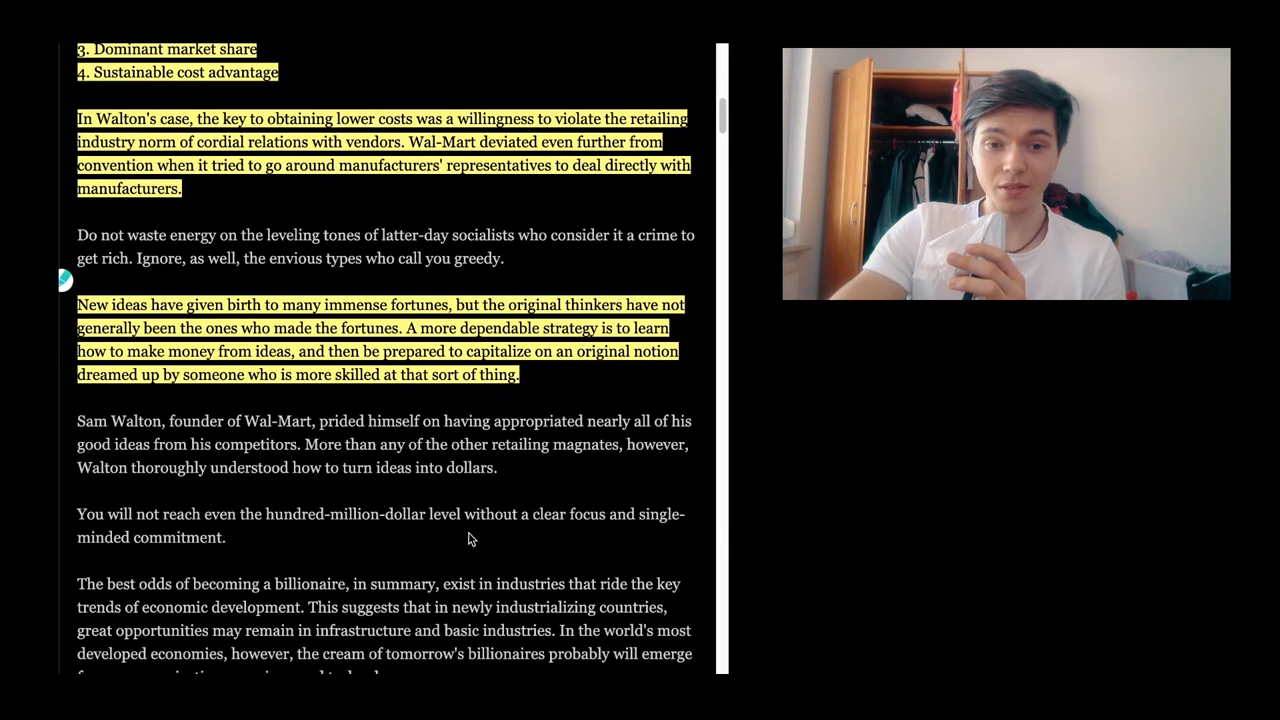 3. Dominant market share
4. Sustainable cost advantage
In Walton's case, the key to obtaining lower costs was a willingness to violate the retailing
industry norm of cordial relations with vendors. Wal-Mart deviated even further from
convention when it tried to go around manufacturers' representatives to deal directly with
manufacturers.
Do not waste energy on the leveling tones of latter-day socialists who consider it a crime to
get rich. Ignore, as well, the envious types who call you greedy.
New ideas have given birth to many immense fortunes, but the original thinkers have not
generally been the ones who made the fortunes. A more dependable strategy is to learn
how to make money from ideas, and then be prepared to capitalize on an original notion
dreamed up by someone who is more skilled at that sort of thing.
Sam Walton, founder of Wal-Mart, prided himself on having appropriated nearly all of his
good ideas from his competitors. More than any of the other retailing magnates, however,
Walton thoroughly understood how to turn ideas into dollars.
You will not reach even the hundred-million-dollar level without a clear focus and single-
minded commitment.
The best odds of becoming a billionaire, in summary, exist in industries that ride the key
trends of economic development. This suggests that in newly industrializing countries,
great opportunities may remain in infrastructure and basic industries. In the world's most
developed economies, however, the cream of tomorrow's billionaires probably will emerge